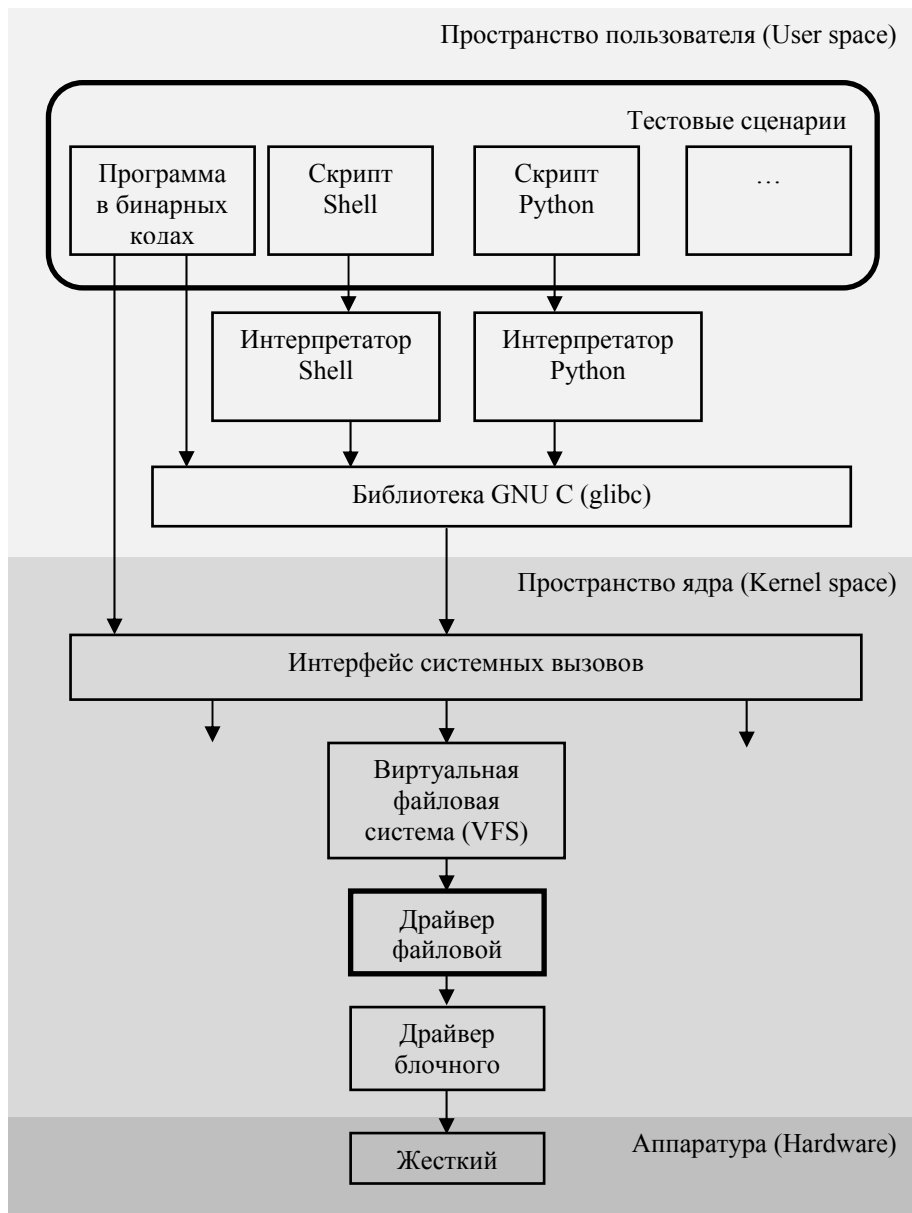 Пространство пользователя (User space)
Тестовые сценарии
Программа
в бинарных
кодах
Скрипт
Shell
Скрипт
Python
…
Интерпретатор
Shell
Интерпретатор
Python
Библиотека GNU C (glibc)
Пространство ядра (Kernel space)
Интерфейс системных вызовов
Виртуальная
файловая
система (VFS)
Драйвер
файловой
Драйвер
блочного
Аппаратура (Hardware)
Жесткий